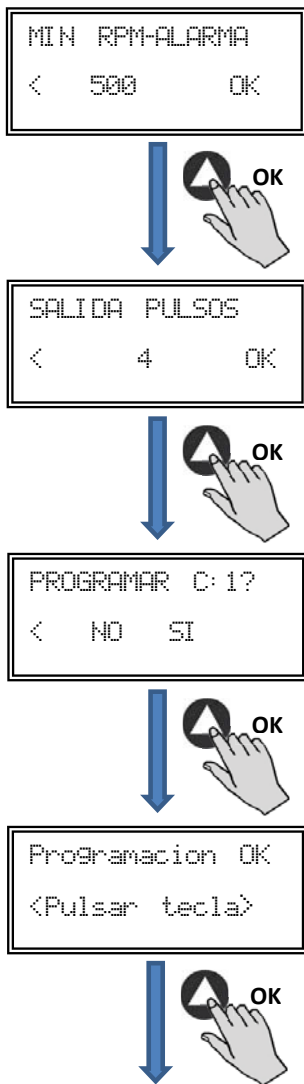 MIN RPM-ALARMA
< 500 OK
OK
SALIDA PULSOS
< 4 OK
OK
PROGRAMAR C:1?
< NO SI
OK
Programacion OK
<Pulsar tecla>
OK